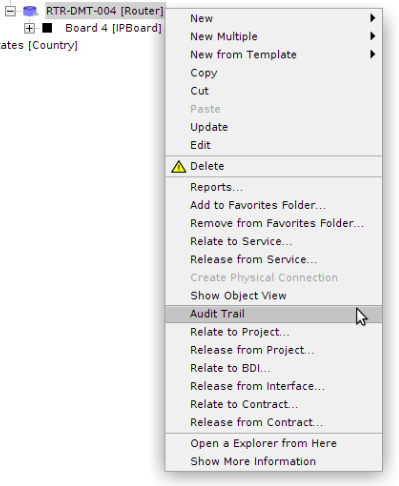 RTR-DMT-004 [Router]
Board 4 [IPBoard]
ates [Country]
New
New Multiple
New from Template
Copy
Cut
Paste
Update
Edit
Delete
Reports...
Add to Favorites Folder...
Remove from Favorites Folder...
Relate to Service...
Release from Service...
Create Physical Connection
Show Object View
Audit Trail
Relate to Project...
Release from Project...
Relate to BDI...
Release from Interface...
Relate to Contract...
Release from Contract...
Open a Explorer from Here
Show More Information